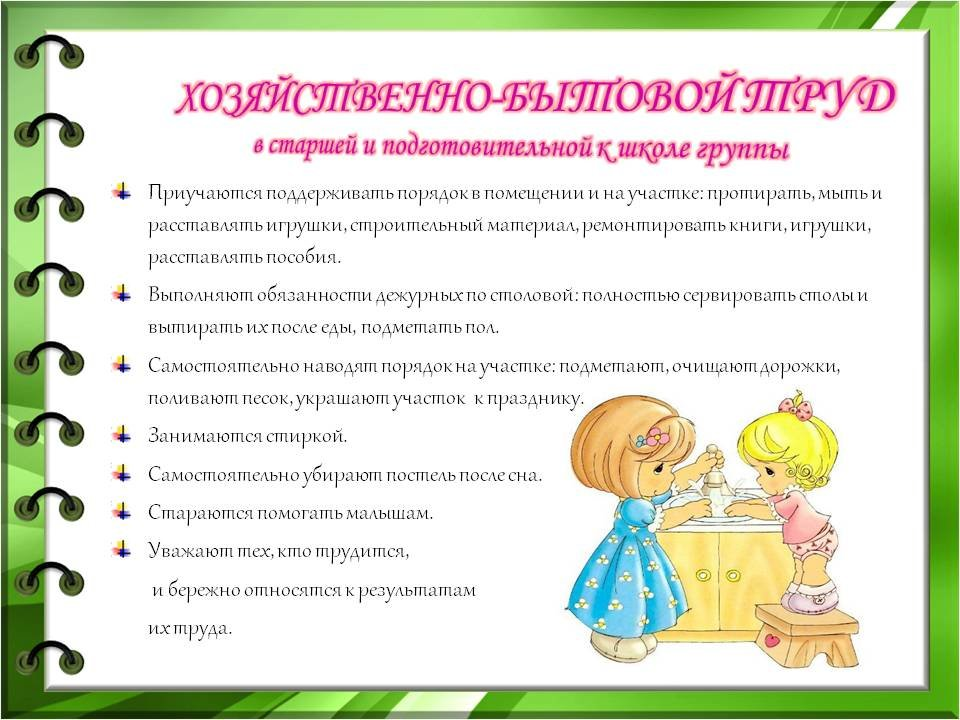 ХОЗЯЙСТВЕННО-БЫТОВОЙ ТРУД
в старшей и подготовительной к школе группы
Приучаются поддерживать порядок в помещении и на участке: протирать, мыть и
расставлять игрушки, строительный материал, ремонтировать книги, игрушки,
расставлять пособия.
Выполняют обязанности дежурных по столовой: полностью сервировать столы и
вытирать их после еды, подметать пол.
Самостоятельно наводят порядок на участке: подметают, очищают дорожки,
поливают песок, украшают участок к празднику.
Занимаются стиркой.
Самостоятельно убирают постель после сна.
Стараются помогать малышам.
Уважают тех, кто трудится,
и бережно относятся к результатам
их труда.